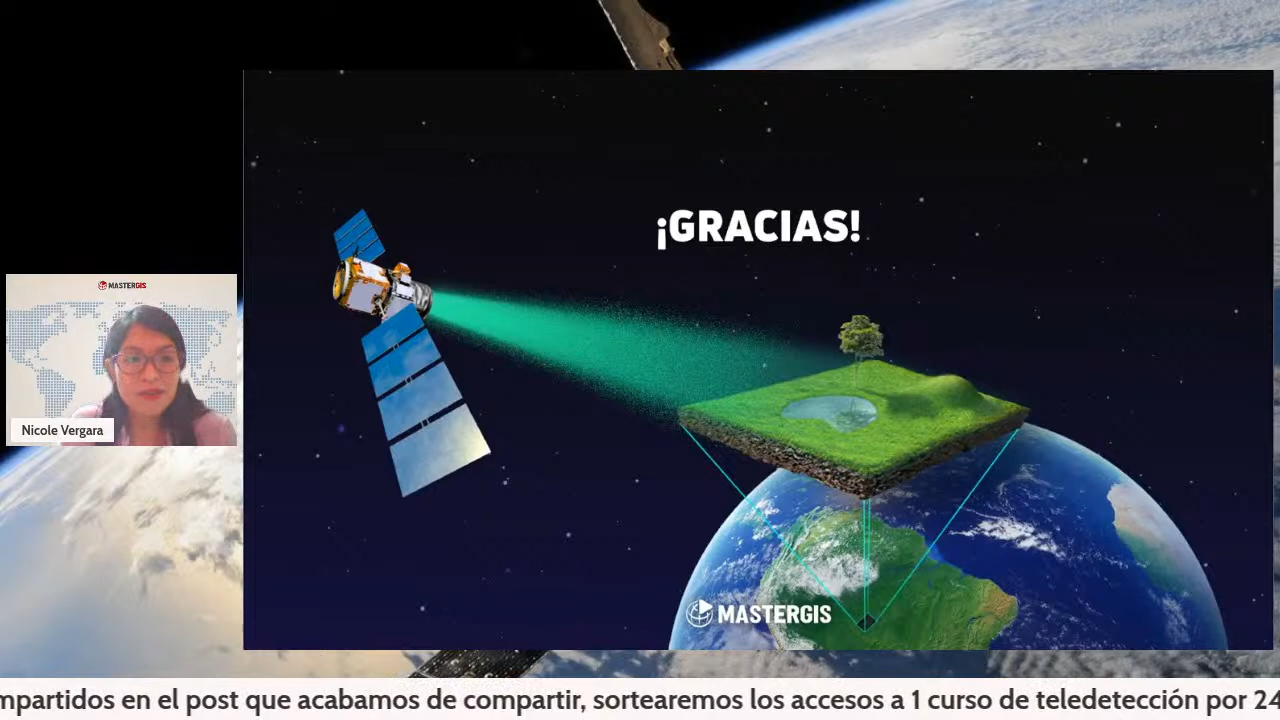 ¡GRACIAS!
MASTERGIS
Nicole Vergara
MASTERGIS
mpartidos en el post que acabamos de compartir, sortearemos los accesos a 1 curso de teledetección por 24